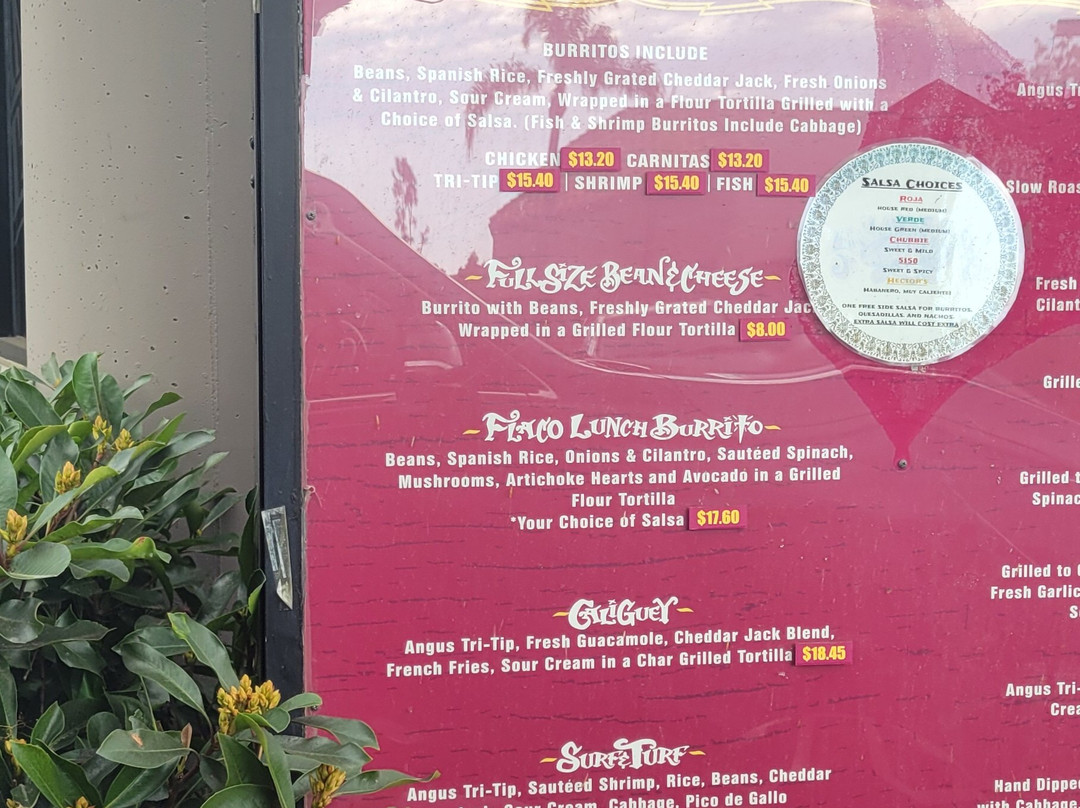 BURRITOS INCLUDE
Beans, Spanish Rice, Freshly Grated Cheddar Jack, Fresh Onions
& Cilantro, Sour Cream, Wrapped in a Flour Tortilla Grilled with a
Choice of Salsa. (Fish & Shrimp Burritos Include Cabbage)
CHICKEN $13.20 CARNITAS $13.20
TRI-TIP $15.40 | SHRIMP $15.40 | FISH $15.40
FULL SIZE BEAN & CHEESE
Burrito with Beans, Freshly Grated Cheddar Jac
Wrapped in a Grilled Flour Tortilla $8.00
FLACO LUNCH BURRITO
Beans, Spanish Rice, Onions & Cilantro, Sautéed Spinach,
Mushrooms, Artichoke Hearts and Avocado in a Grilled
Flour Tortilla
*Your Choice of Salsa $17.60
CALIGUEY
Angus Tri-Tip, Fresh Guacamole, Cheddar Jack Blend,
French Fries, Sour Cream in a Char Grilled Tortilla $18.45
SURF & TURF
Angus Tri-Tip, Sautéed Shrimp, Rice, Beans, Cheddar
Sour Cream, Cabbage, Pico de Gallo
SALSA CHOICES
ROJA
HOUSE RED (MEDIUM)
VERDE
HOUSE GREEN (MEDIUM)
CHUBBIE
SWEET & MILD
5150
SWEET & SPICY
HECTOR'S
HABANERO, MUY CALIENTE!
ONE FREE SIDE SALSA FOR BURRITOS,
QUESADILLAS, AND NACHOS.
EXTRA SALSA WILL COST EXTRA
Angus Tr
Slow Roas
Fresh
Cilant
Grille
Grilled t
Spinac
Grilled to
Fresh Garlic
S
Angus Tri-
Crea
Hand Dippe
with Cabbag